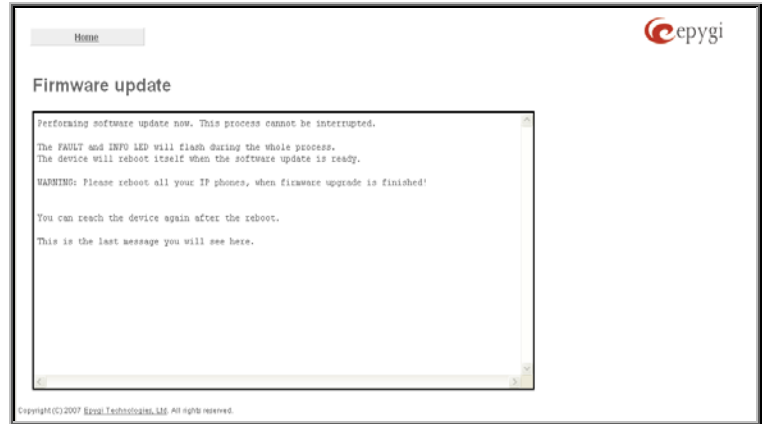 Home
epygi
Firmware update
Performing software update now. This process cannot be interrupted.
The FAULT and INFO LED will flash during the whole process.
The device will reboot itself when the software update is ready.
WARNING: Please reboot all your IP phones, when firmware upgrade is finished!
You can reach the device again after the reboot.
This is the last message you will see here.
Copyright (C) 2007 Epygi Technologies, Ltd. All rights reserved.